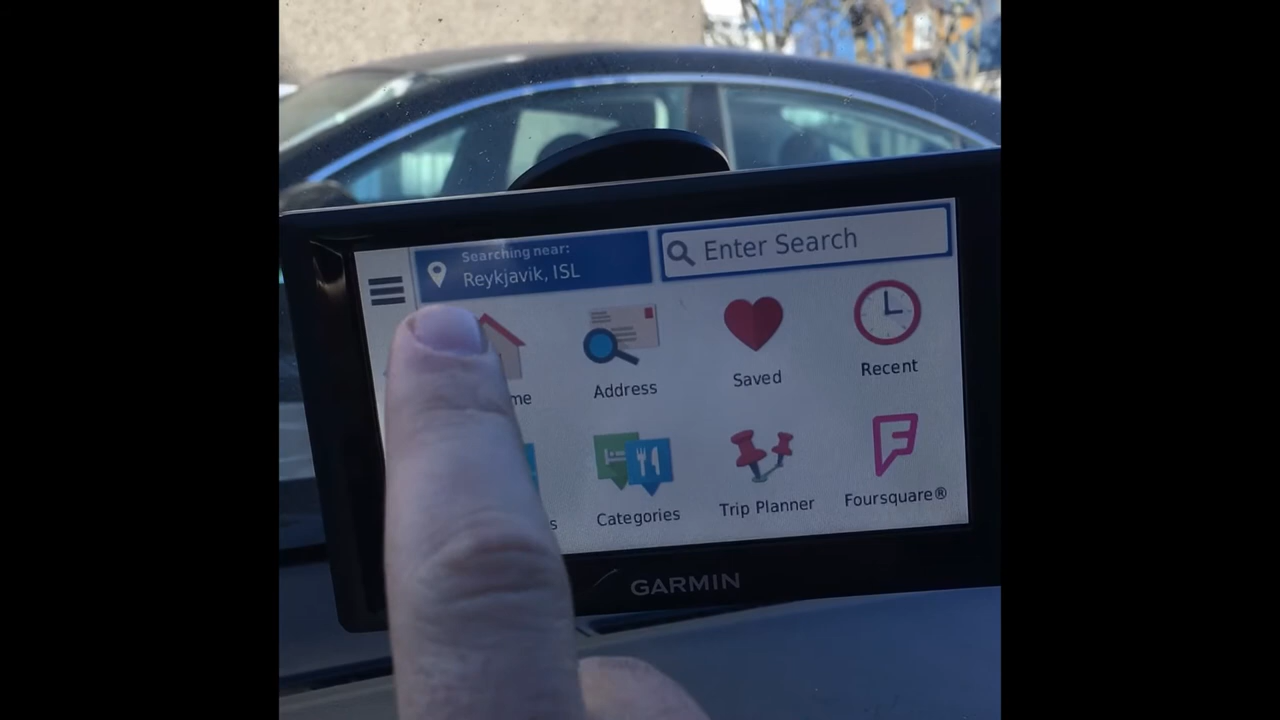 Searching near:
Reykjavik, ISL
Enter Search
Address
Saved
Recent
Categories
Trip Planner
Foursquare®
GARMIN